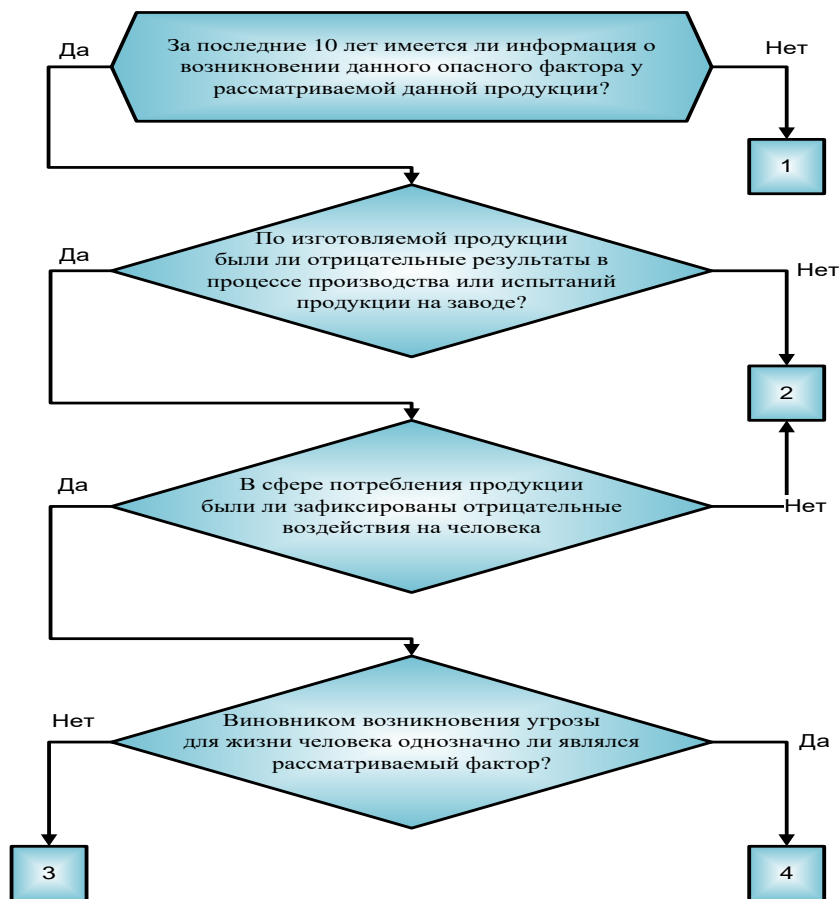 Да
За последние 10 лет имеется ли информация о
возникновении данного опасного фактора у
рассматриваемой данной продукции?
Нет
1
Да
По изготовляемой продукции
были ли отрицательные результаты в
процессе производства или испытаний
продукции на заводе?
Нет
2
Да
В сфере потребления продукции
были ли зафиксированы отрицательные
воздействия на человека
Нет
Нет
Виновником возникновения угрозы
для жизни человека однозначно ли являлся
рассматриваемый фактор?
Да
3
4